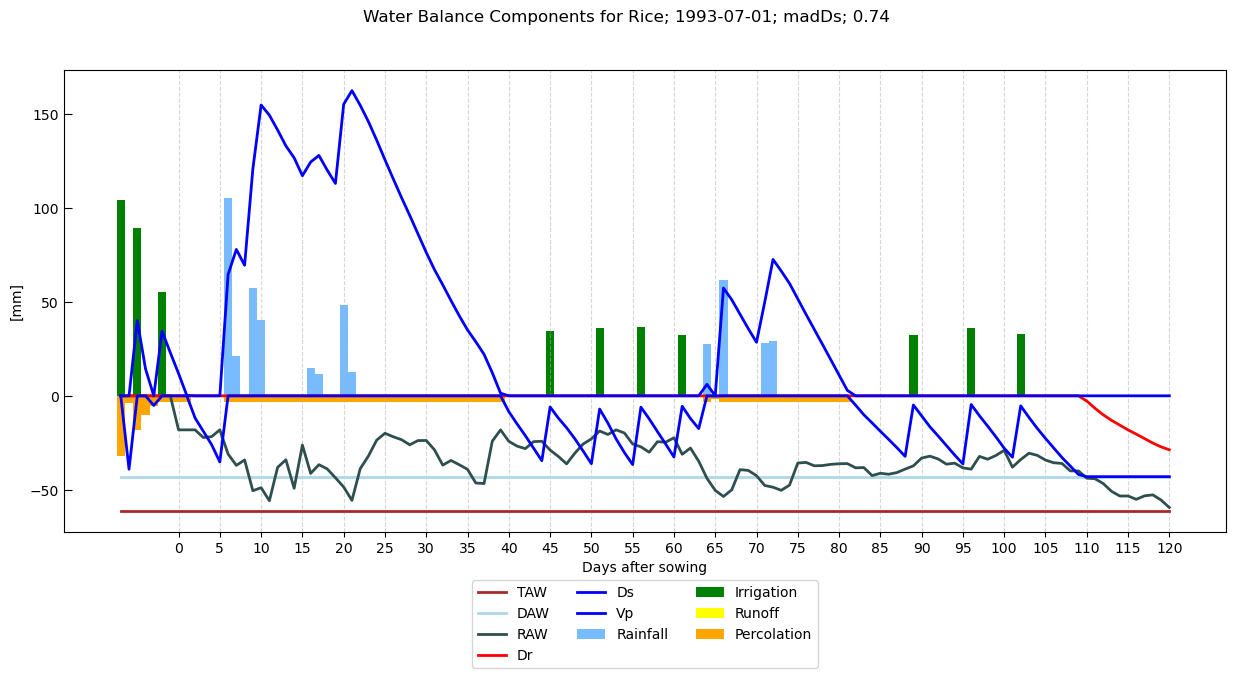 Water Balance Components for Rice; 1993-07-01; madDs; 0.74
150
100
50
0
−50
[mm]
0 5 10 15 20 25 30 35 40 45 50 55 60 65 70 75 80 85 90 95 100 105 110 115 120
Days after sowing
TAW Ds Irrigation
DAW Vp Runoff
RAW Rainfall Percolation
Dr